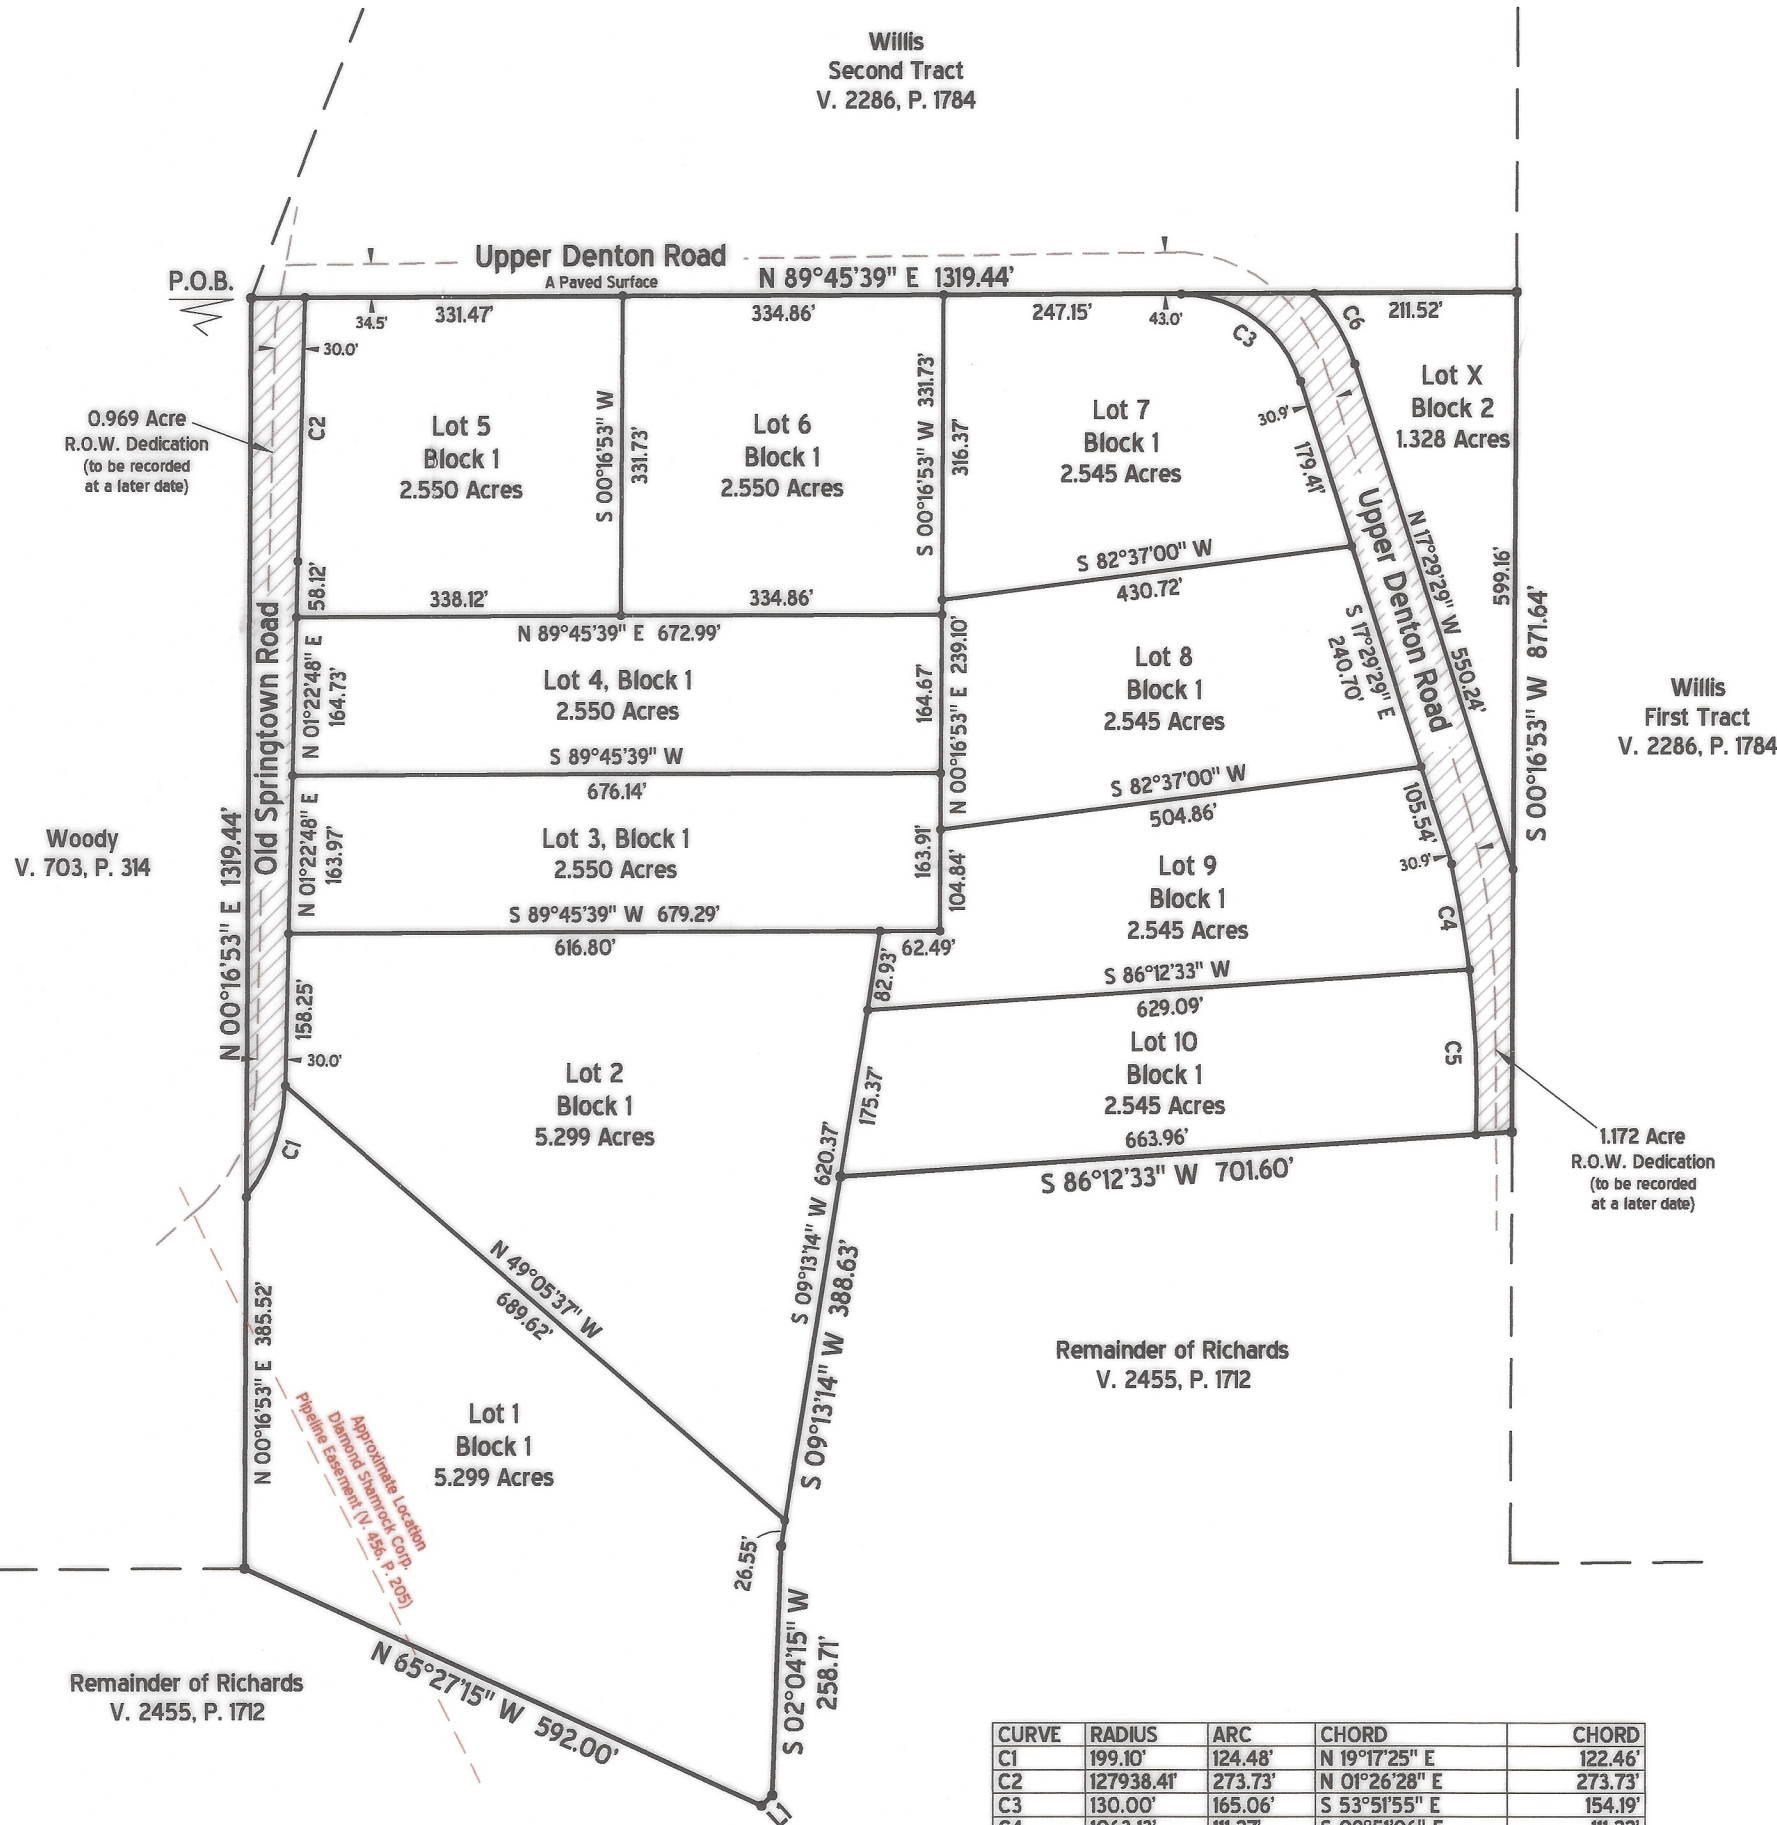 Willis
Second Tract
V. 2286, P. 1784
P.O.B.
Upper Denton Road
A Paved Surface
N 89°45'39" E 1319.44'
34.5'
331.47'
334.86'
247.15'
43.0'
211.52'
30.0'
C2
C3
C6
0.969 Acre
R.O.W. Dedication
(to be recorded
at a later date)
Lot 5
Block 1
2.550 Acres
S 00°16'53" W
331.73'
Lot 6
Block 1
2.550 Acres
S 00°16'53" W 331.73'
316.37'
Lot 7
Block 1
2.545 Acres
30.9'
179.41'
Lot X
Block 2
1.328 Acres
Upper Denton Road
N 17°29'29" W 550.24'
599.16'
S 00°16'53" W 871.64'
58.12'
338.12'
334.86'
N 89°45'39" E 672.99'
S 82°37'00" W
430.72'
Old Springtown Road
N 01°22'48" E
164.73'
Lot 4, Block 1
2.550 Acres
164.67'
N 00°16'53" E 239.10'
Lot 8
Block 1
2.545 Acres
S 17°29'29" E
240.70'
Willis
First Tract
V. 2286, P. 1784
S 89°45'39" W
676.14'
S 82°37'00" W
504.86'
Woody
V. 703, P. 314
N 00°16'53" E 1319.44'
N 01°22'48" E
163.97'
Lot 3, Block 1
2.550 Acres
163.91'
104.84'
Lot 9
Block 1
2.545 Acres
105.54'
30.9'
C4
S 89°45'39" W 679.29'
616.80'
62.49'
82.93'
S 86°12'33" W
629.09'
158.25'
30.0'
C1
Lot 2
Block 1
5.299 Acres
175.37'
Lot 10
Block 1
2.545 Acres
C5
663.96'
S 86°12'33" W 701.60'
1.172 Acre
R.O.W. Dedication
(to be recorded
at a later date)
S 09°13'14" W 620.37'
S 09°13'14" W 388.63'
N 49°05'37" W
689.62'
N 00°16'53" E 385.52'
Approximate Location
Diamond Shamrock Corp.
Pipeline Easement (V. 456, P. 205)
Lot 1
Block 1
5.299 Acres
Remainder of Richards
V. 2455, P. 1712
26.55'
S 02°04'15" W
258.71'
N 65°27'15" W 592.00'
L1
Remainder of Richards
V. 2455, P. 1712
CURVE RADIUS ARC CHORD CHORD
C1 199.10' 124.48' N 19°17'25" E 122.46'
C2 127938.41' 273.73' N 01°26'28" E 273.73'
C3 130.00' 165.06' S 53°51'55" E 154.19'